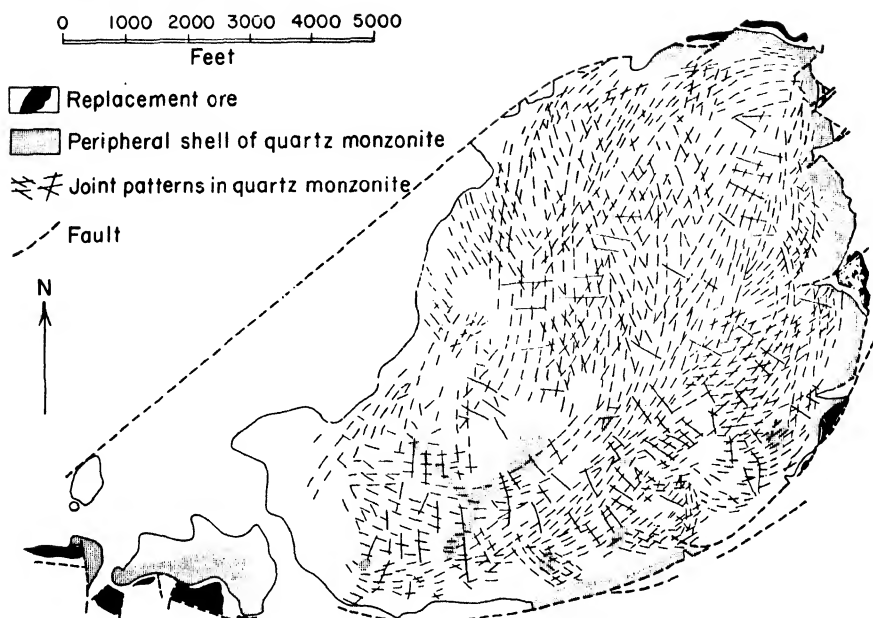 0 1000 2000 3000 4000 5000
Feet
Replacement ore
Peripheral shell of quartz monzonite
Joint patterns in quartz monzonite
Fault
N